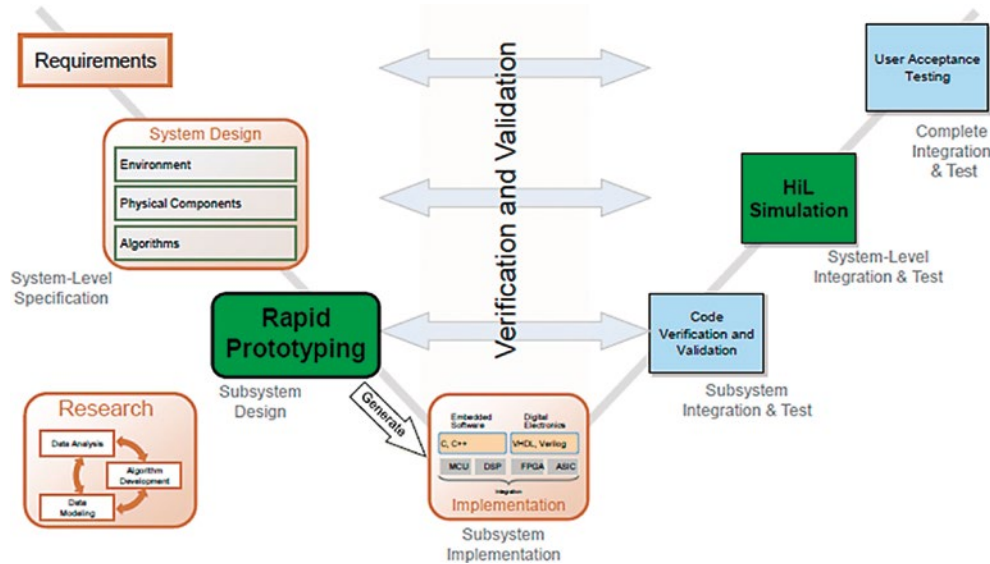 Requirements
System Design
Environment
Physical Components
Algorithms
System-Level
Specification
Rapid
Prototyping
Subsystem
Design
Generate
Research
Data Analysis
Algorithm
Development
Data
Modeling
Verification and Validation
Embedded
Software
Digital
Electronics
C, C++
VHDL, Verilog
MCU
DSP
FPGA
ASIC
Integration
Implementation
Subsystem
Implementation
User Acceptance
Testing
Complete
Integration
& Test
HiL
Simulation
System-Level
Integration & Test
Code
Verification and
Validation
Subsystem
Integration & Test